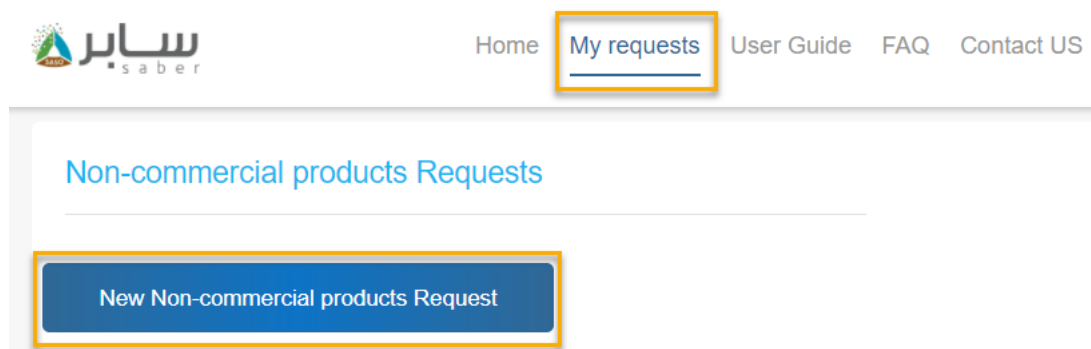 سابر
saber
SASO
Home My requests User Guide FAQ Contact US
Non-commercial products Requests
New Non-commercial products Request